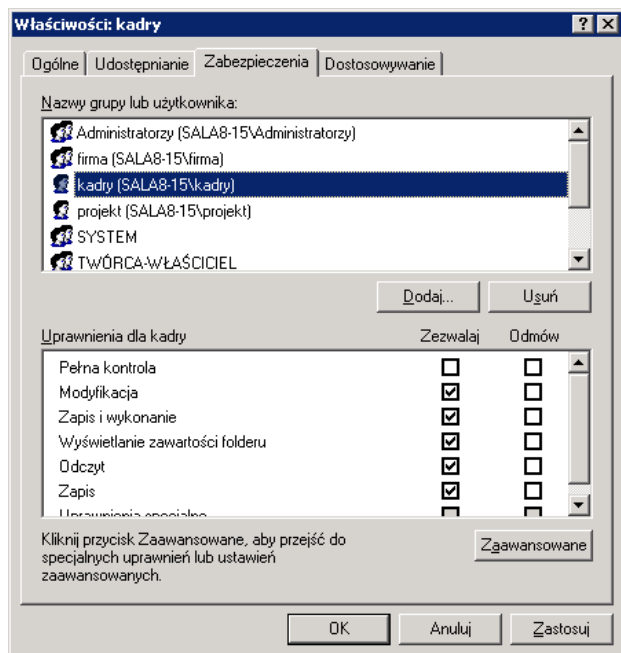 Właściwości: kadry
Ogólne Udostępnianie Zabezpieczenia Dostosowywanie
Nazwy grupy lub użytkownika:
Administratorzy (SALA8-15\Administratorzy)
firma (SALA8-15\firma)
kadry (SALA8-15\kadry)
projekt (SALA8-15\projekt)
SYSTEM
TWÓRCA-WŁAŚCICIEL
Dodaj... Usuń
Uprawnienia dla kadry Zezwalaj Odmów
Pełna kontrola
Modyfikacja
Zapis i wykonanie
Wyświetlanie zawartości folderu
Odczyt
Zapis
Uprawnienia specjalne
Kliknij przycisk Zaawansowane, aby przejść do
specjalnych uprawnień lub ustawień
zaawansowanych.
Zaawansowane
OK Anuluj Zastosuj